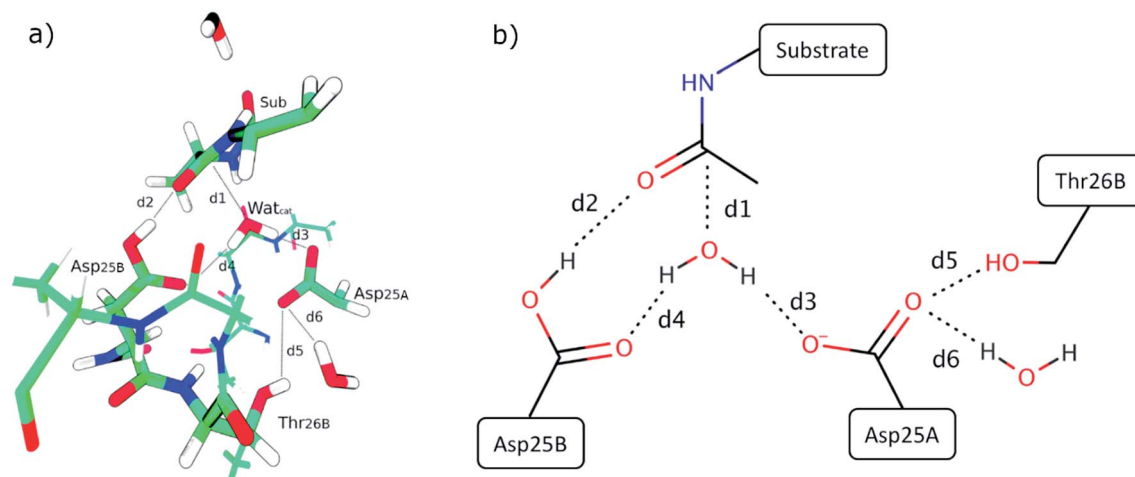 a)
Sub
d2
d1
Watcat
d3
Asp25B
d4
Asp25A
d6
d5
Thr26B
b)
Substrate
HN
O
d2
d1
Thr26B
H
O
H
H
d5
HO
O
d4
d3
O
O
O⁻
d6
H
H
O
Asp25B
Asp25A